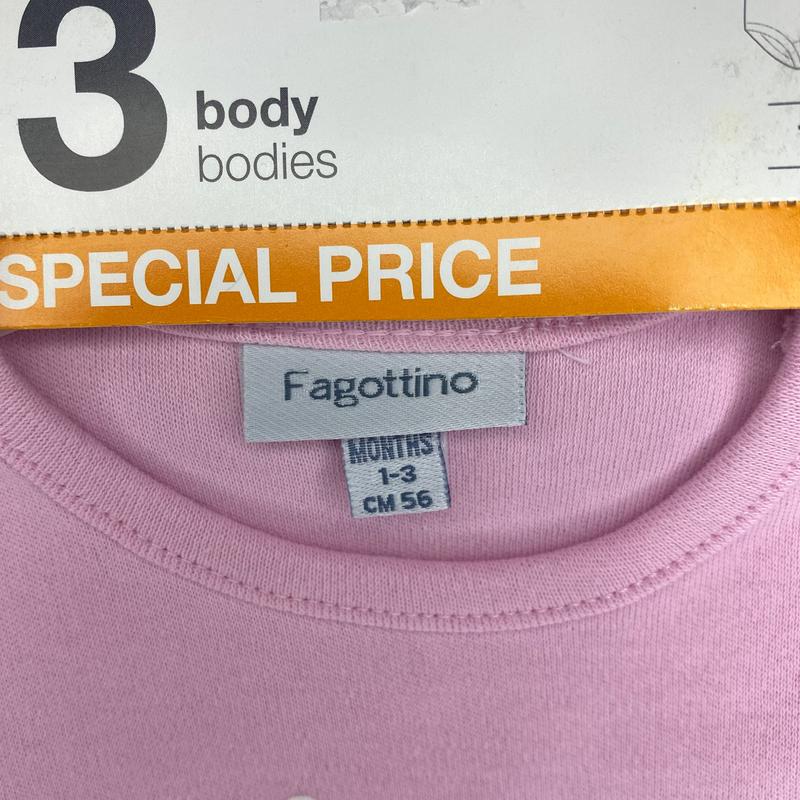 3
body
bodies
SPECIAL PRICE
Fagottino
MONTHS
1-3
CM 56